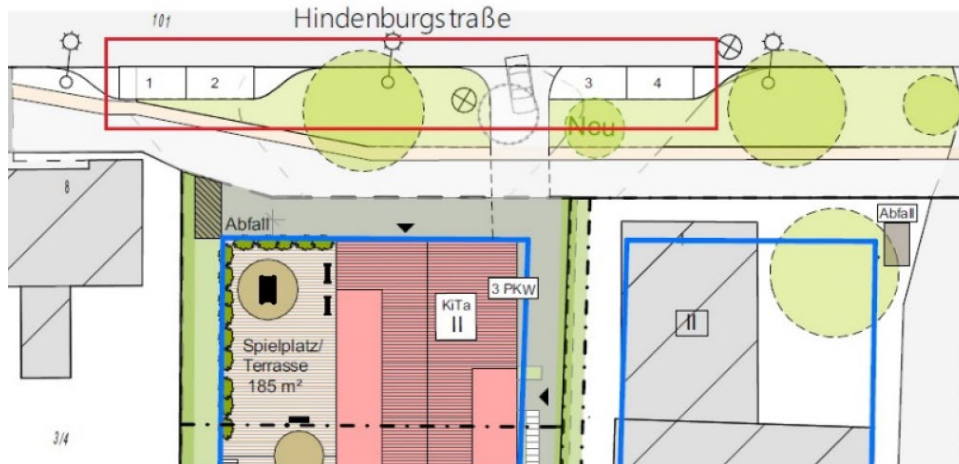 101
Hindenburgstraße
1
2
3
4
Neu
8
Abfall
Abfall
3 PKW
KiTa
II
II
Spielplatz/
Terrasse
185 m²
3/4